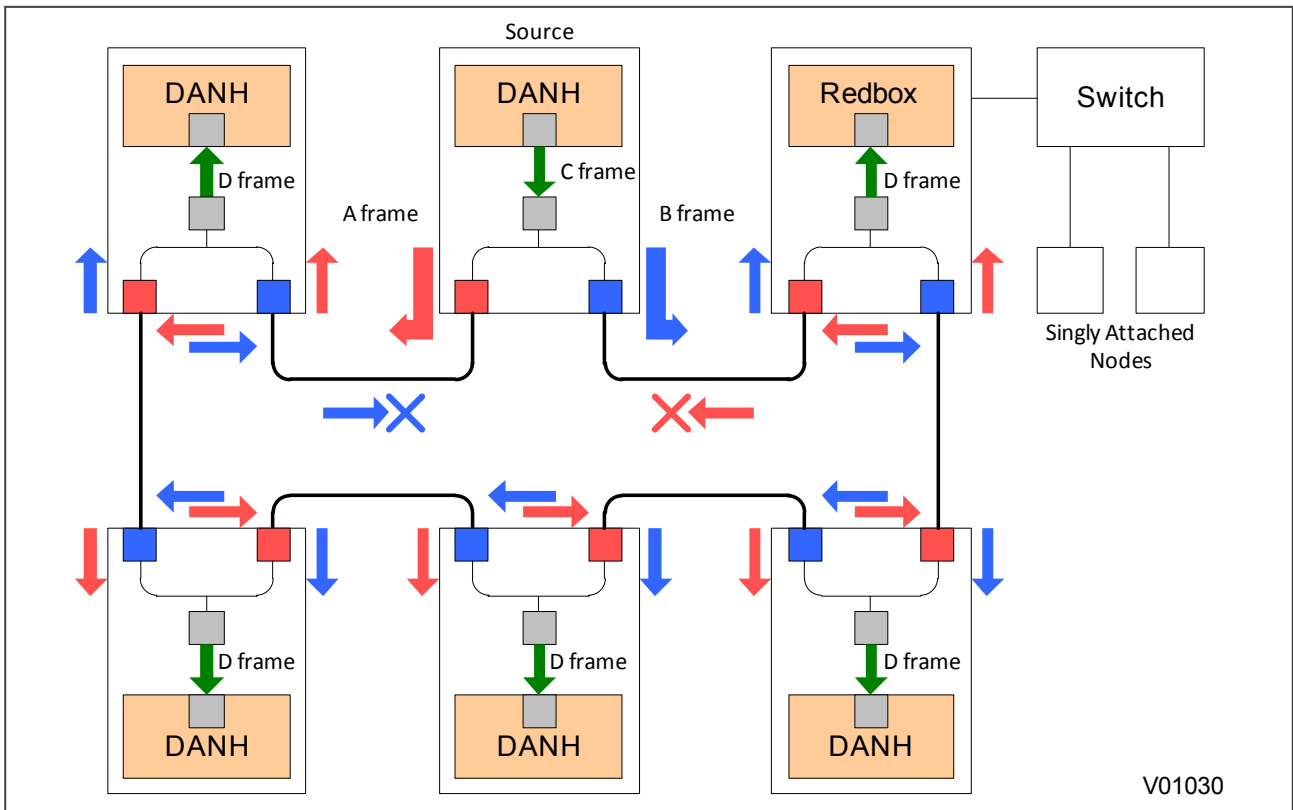 Source
DANH
DANH
Redbox
Switch
D frame
C frame
D frame
A frame
B frame
Singly Attached
Nodes
D frame
D frame
D frame
DANH
DANH
DANH
V01030